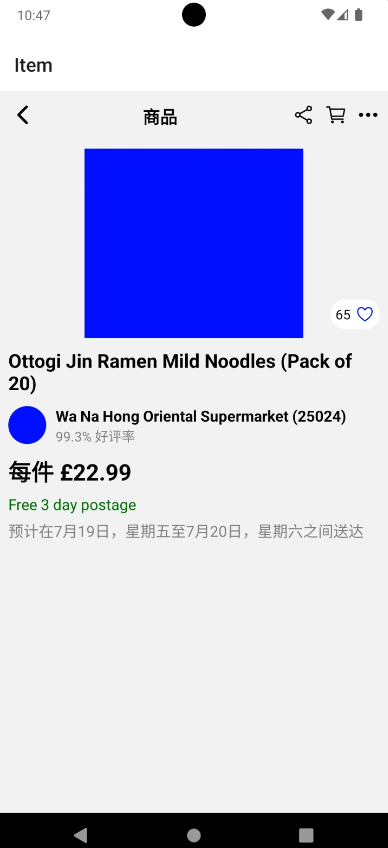 10:47
Item
商品
65
Ottogi Jin Ramen Mild Noodles (Pack of
20)
Wa Na Hong Oriental Supermarket (25024)
99.3% 好评率
每件 £22.99
Free 3 day postage
预计在7月19日，星期五至7月20日，星期六之间送达